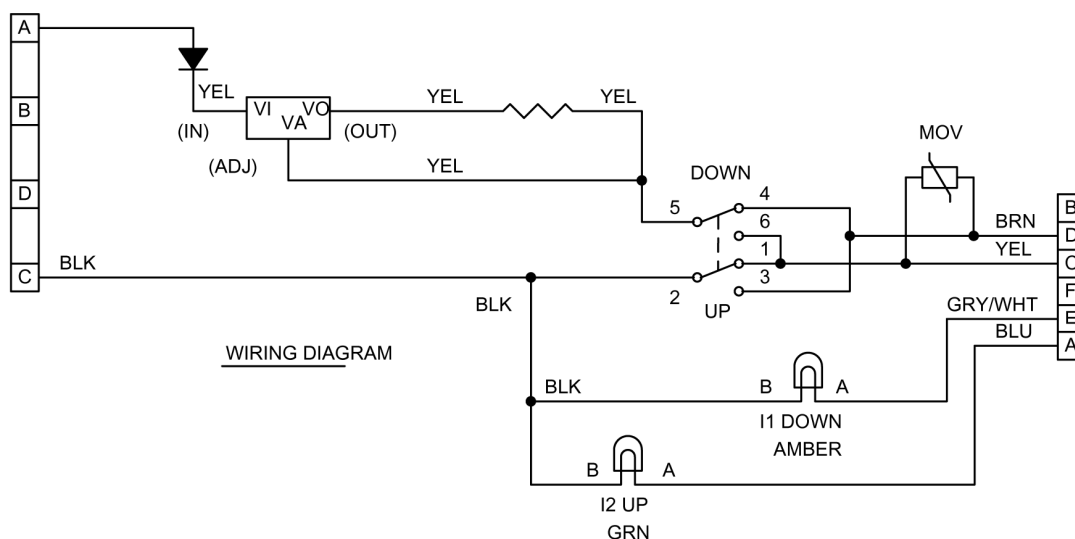 A
B
D
C
YEL
VI VO
VA
(IN)
(OUT)
(ADJ)
YEL
YEL
YEL
MOV
DOWN
5
4
6
1
3
2
UP
BLK
BLK
BRN
YEL
GRY/WHT
BLU
B
D
C
F
E
A
WIRING DIAGRAM
BLK
B
A
I1 DOWN
AMBER
B
A
I2 UP
GRN